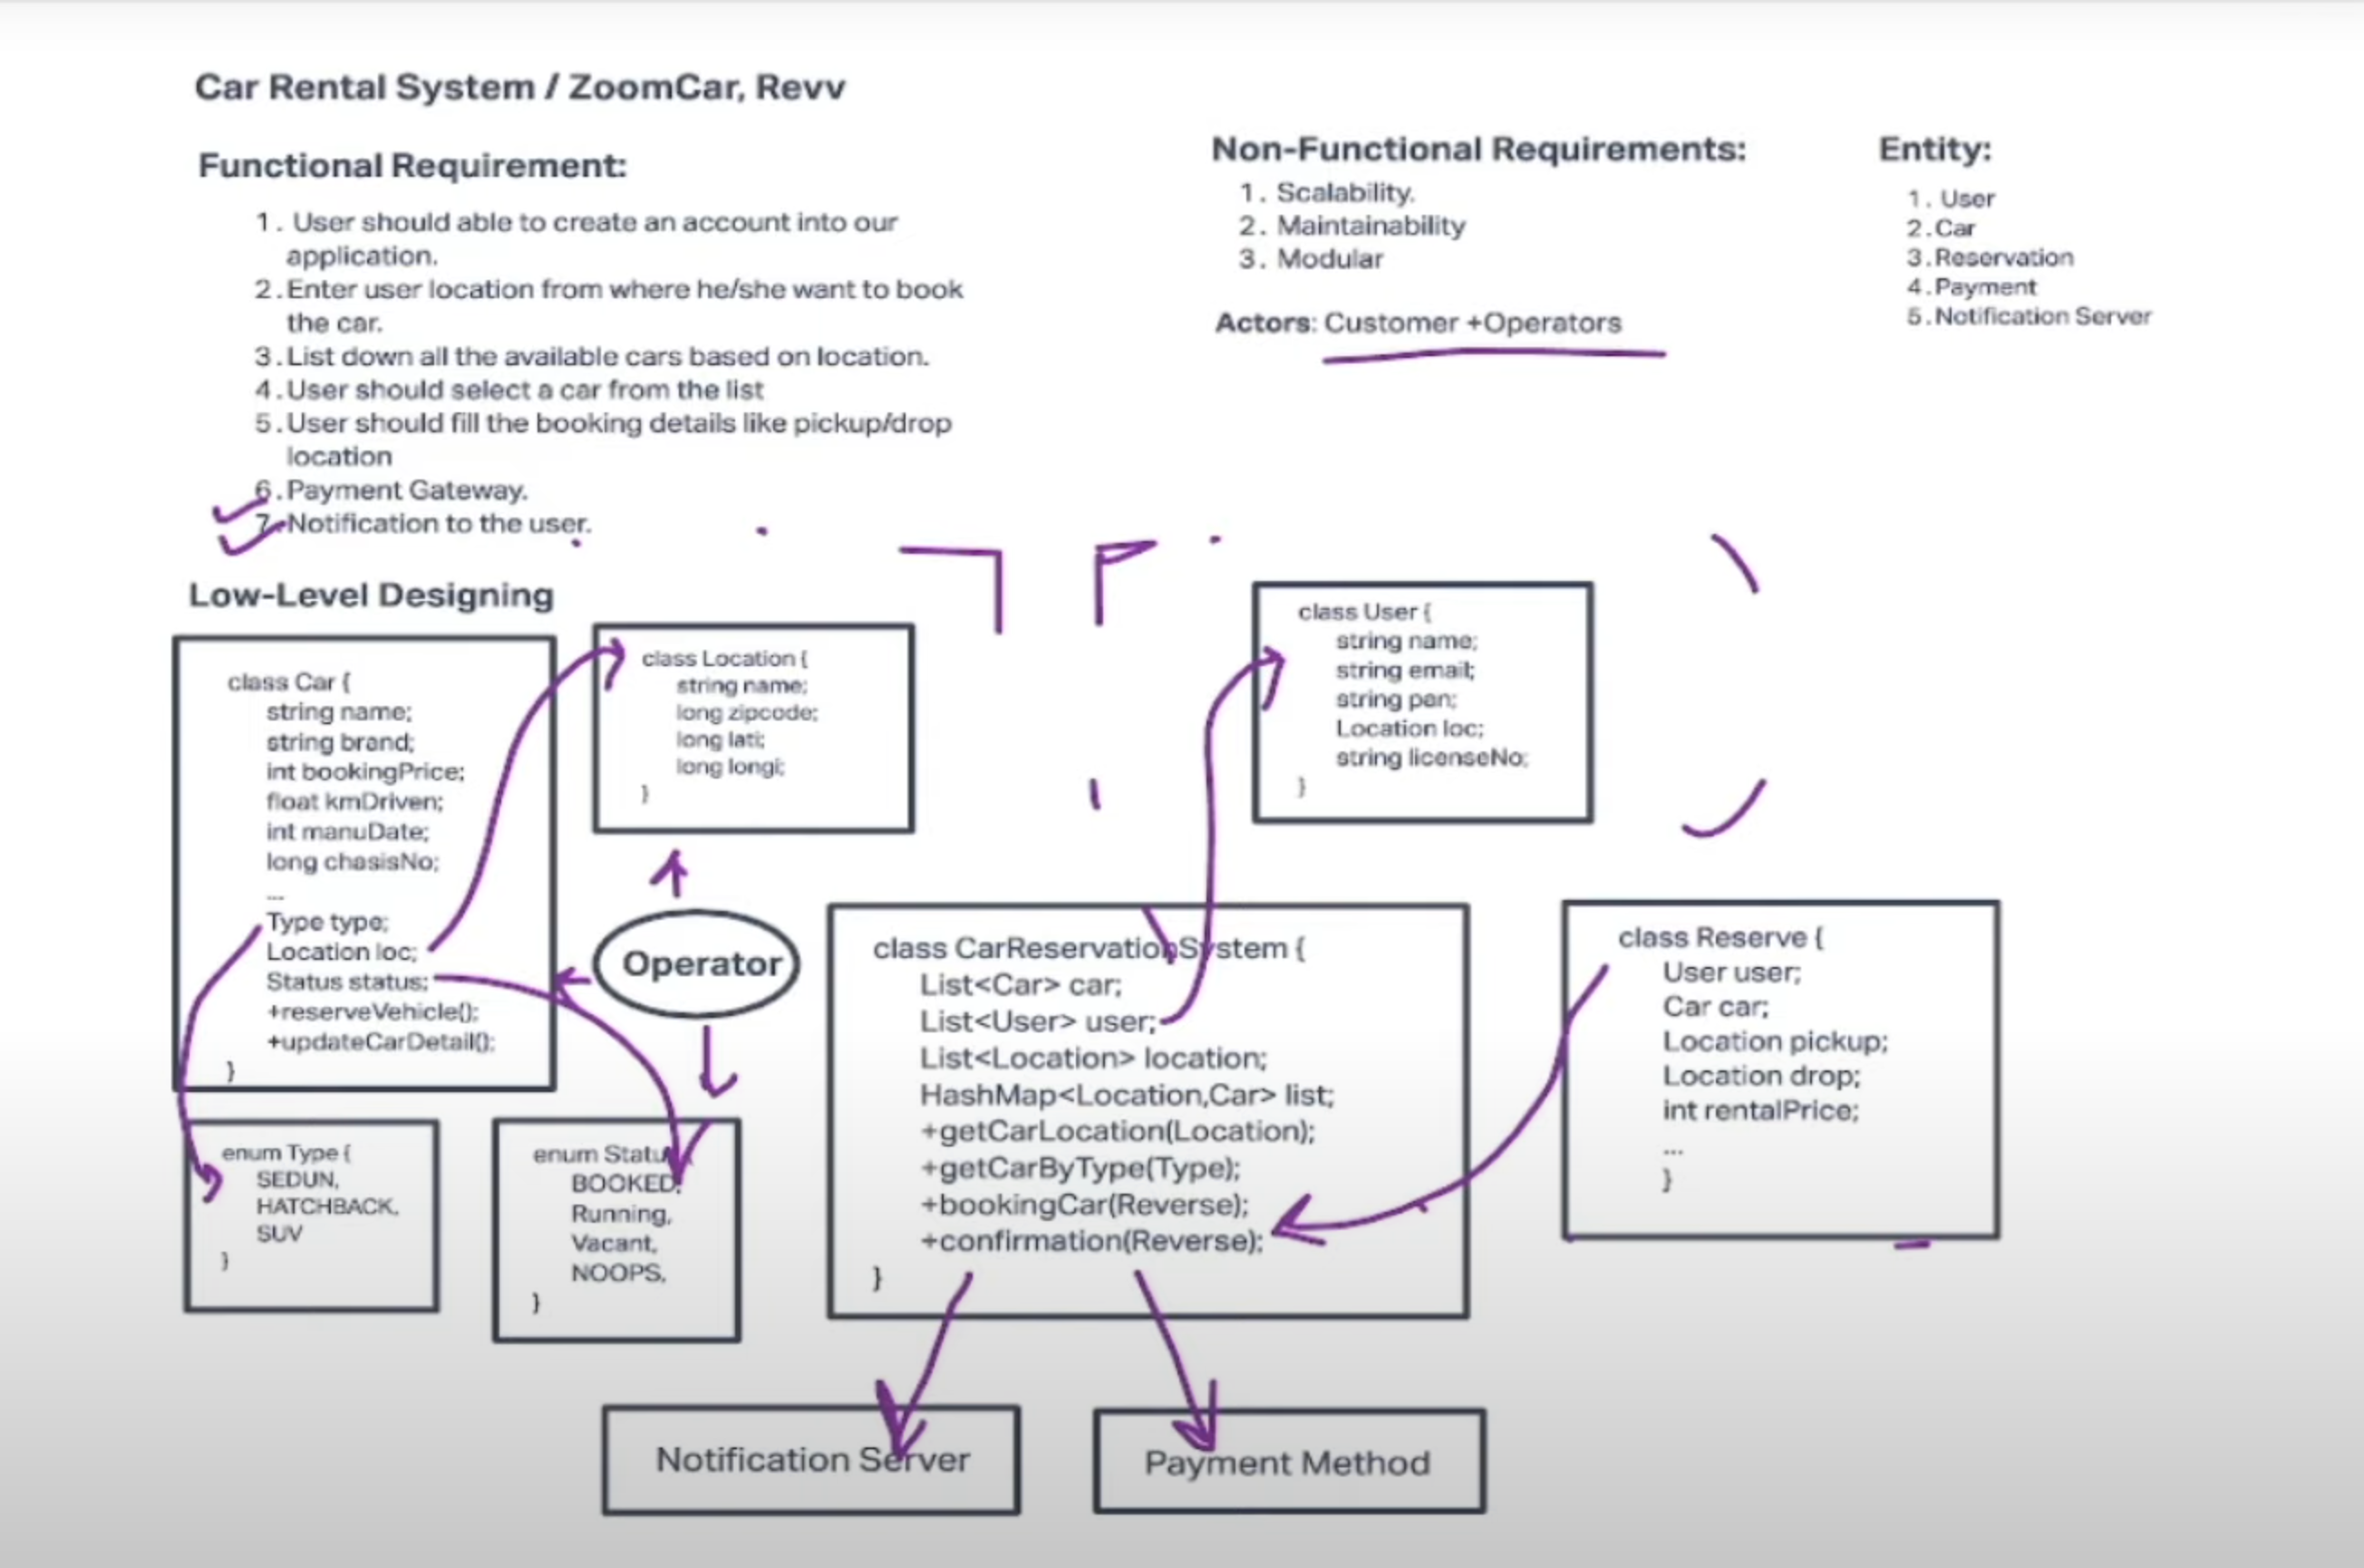 Car Rental System / ZoomCar, Revv
Functional Requirement:
1. User should able to create an account into our
application.
2. Enter user location from where he/she want to book
the car.
3. List down all the available cars based on location.
4. User should select a car from the list
5. User should fill the booking details like pickup/drop
location
6. Payment Gateway.
7. Notification to the user.
Non-Functional Requirements:
1. Scalability.
2. Maintainability
3. Modular
Actors: Customer +Operators
Entity:
1. User
2. Car
3. Reservation
4. Payment
5. Notification Server
Low-Level Designing
class Car {
string name;
string brand;
int bookingPrice;
float kmDriven;
int manuDate;
long chasisNo;
...
Type type;
Location loc;
Status status;
+reserveVehicle();
+updateCarDetail();
}
class Location {
string name;
long zipcode;
long lati;
long longi;
}
class User {
string name;
string email;
string pan;
Location loc;
string licenseNo;
}
Operator
class CarReservationSystem {
List<Car> car;
List<User> user;
List<Location> location;
HashMap<Location,Car> list;
+getCarLocation(Location);
+getCarByType(Type);
+bookingCar(Reverse);
+confirmation(Reverse);
}
class Reserve {
User user;
Car car;
Location pickup;
Location drop;
int rentalPrice;
...
}
enum Type {
SEDUN,
HATCHBACK,
SUV
}
enum Status {
BOOKED,
Running,
Vacant,
NOOPS,
}
Notification Server
Payment Method